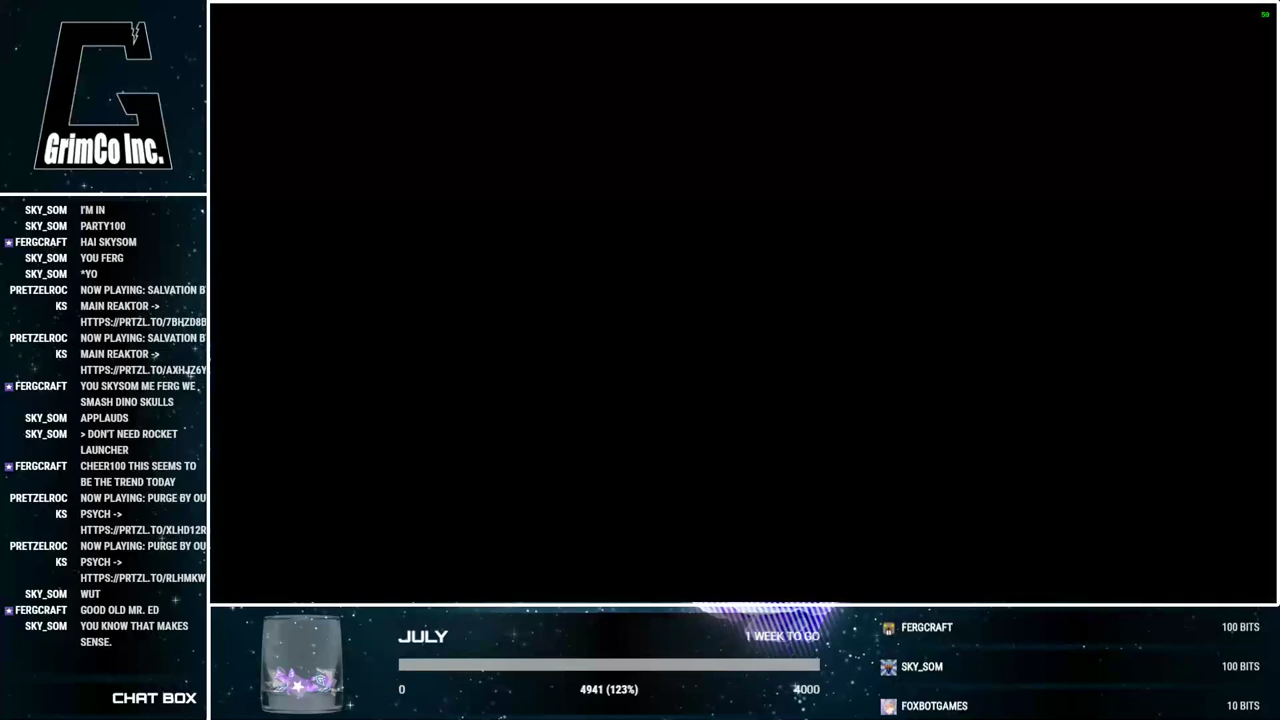 GrimCo Inc.
SKY_SOM I'M IN
SKY_SOM PARTY100
FERGCRAFT HAI SKYSOM
SKY_SOM YOU FERG
SKY_SOM *YO
PRETZELROC NOW PLAYING: SALVATION B
KS MAIN REAKTOR ->
HTTPS://PRTZL.TO/7BHZD8B
PRETZELROC NOW PLAYING: SALVATION B
KS MAIN REAKTOR ->
HTTPS://PRTZL.TO/AXHJZ6Y
FERGCRAFT YOU SKYSOM ME FERG WE
SMASH DINO SKULLS
SKY_SOM APPLAUDS
SKY_SOM > DON'T NEED ROCKET
LAUNCHER
FERGCRAFT CHEER100 THIS SEEMS TO
BE THE TREND TODAY
PRETZELROC NOW PLAYING: PURGE BY OU
KS PSYCH ->
HTTPS://PRTZL.TO/XLHD12R
PRETZELROC NOW PLAYING: PURGE BY OU
KS PSYCH ->
HTTPS://PRTZL.TO/RLHMKW
SKY_SOM WUT
FERGCRAFT GOOD OLD MR. ED
SKY_SOM YOU KNOW THAT MAKES
SENSE.
CHAT BOX
59
JULY 1 WEEK TO GO
0 4941 (123%) 4000
FERGCRAFT 100 BITS
SKY_SOM 100 BITS
FOXBOTGAMES 10 BITS